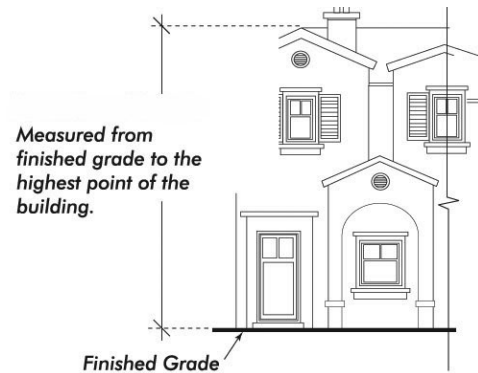 Measured from
finished grade to the
highest point of the
building.
Finished Grade